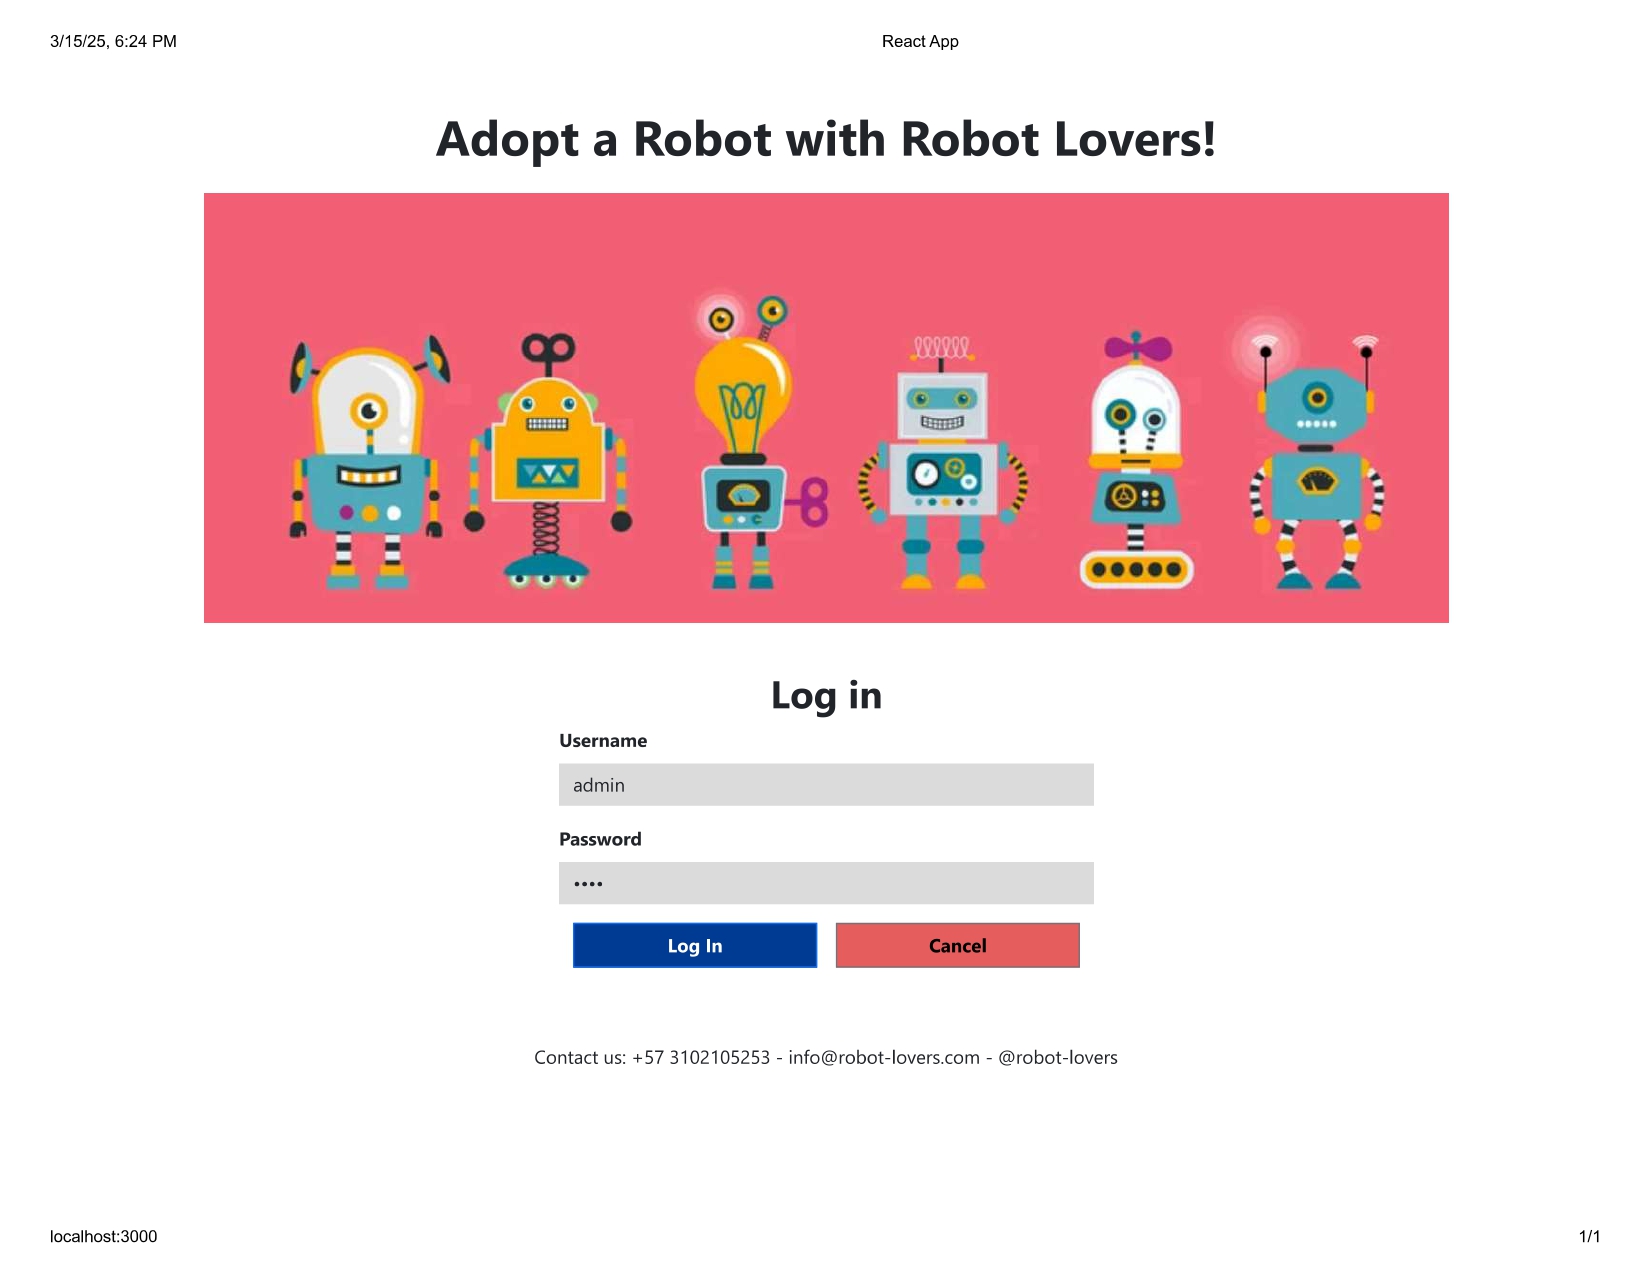 3/15/25, 6:24 PM
React App
Adopt a Robot with Robot Lovers!
Log in
Username
admin
Password
••••
Log In
Cancel
Contact us: +57 3102105253 - info@robot-lovers.com - @robot-lovers
localhost:3000
1/1